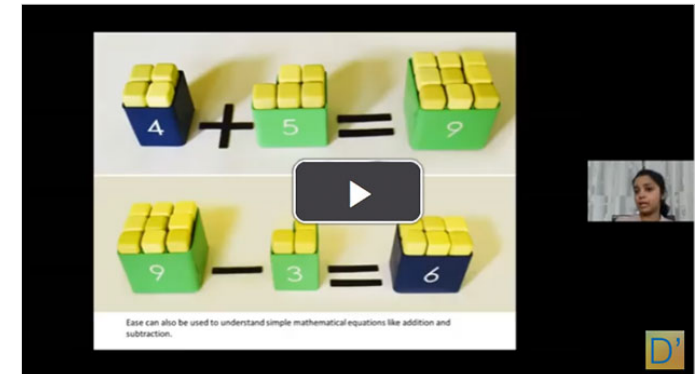 4 + 5 = 9
9 - 3 = 6
Ease can also be used to understand simple mathematical equations like addition and
subtraction.
D'